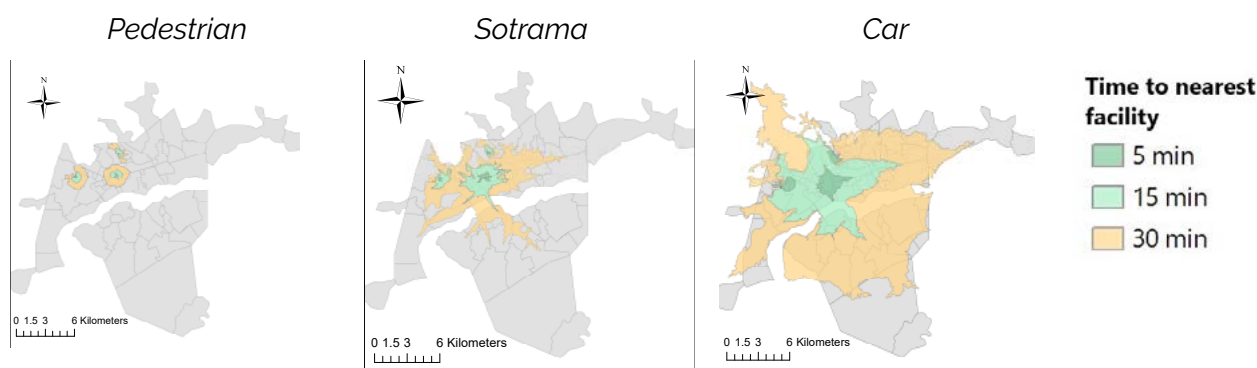 Pedestrian
Sotrama
Car
N
N
N
Time to nearest
facility
5 min
15 min
30 min
0 1.5 3 6 Kilometers
0 1.5 3 6 Kilometers
0 1.5 3 6 Kilometers